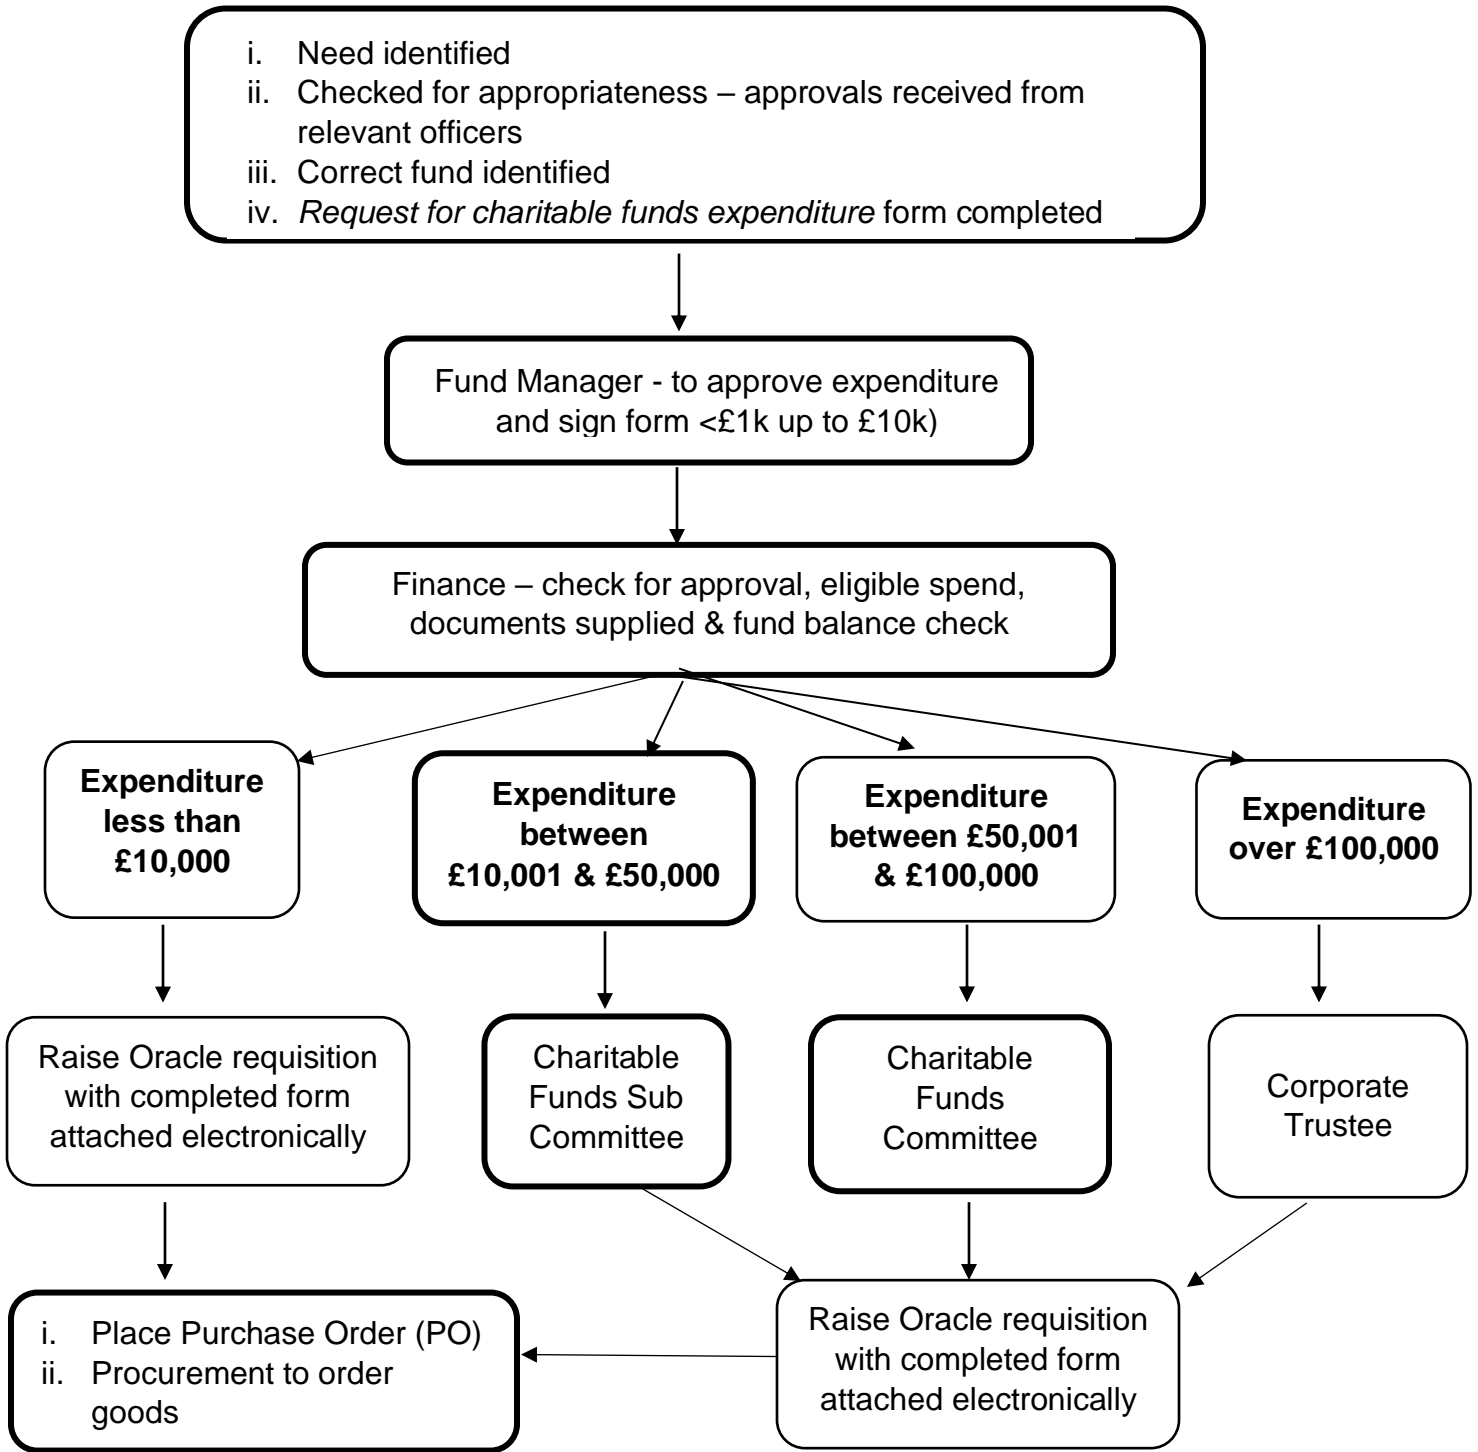 i. Need identified
ii. Checked for appropriateness – approvals received from
relevant officers
iii. Correct fund identified
iv. Request for charitable funds expenditure form completed
Fund Manager - to approve expenditure
and sign form <£1k up to £10k)
Finance – check for approval, eligible spend,
documents supplied & fund balance check
Expenditure
less than
£10,000
Expenditure
between
£10,001 & £50,000
Expenditure
between £50,001
& £100,000
Expenditure
over £100,000
Raise Oracle requisition
with completed form
attached electronically
Charitable
Funds Sub
Committee
Charitable
Funds
Committee
Corporate
Trustee
i. Place Purchase Order (PO)
ii. Procurement to order
goods
Raise Oracle requisition
with completed form
attached electronically